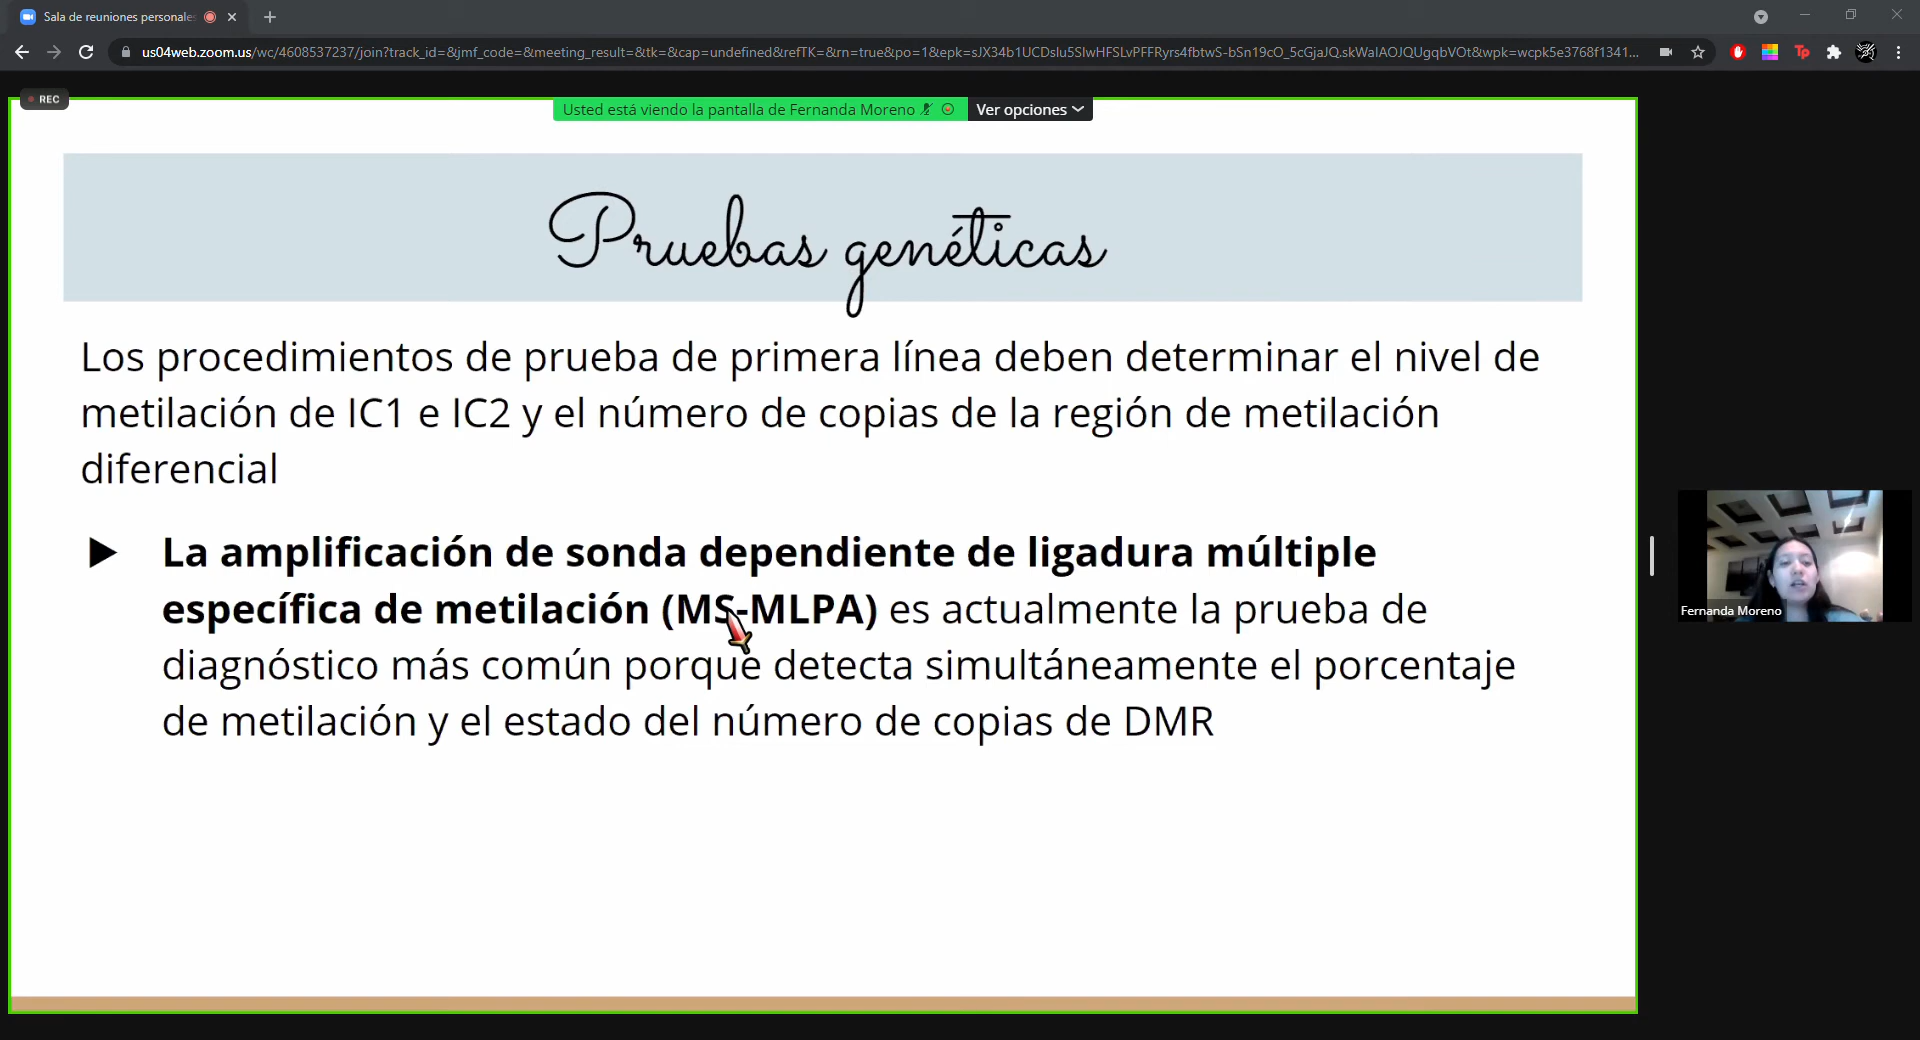 Sala de reuniones personales
us04web.zoom.us/wc/4608537237/join?track_id=&jmf_code=&meeting_result=&tk=&cap=undefined&refTK=&rn=true&po=1&epk=sJX34b1UCDslu5SlwHFSLvPFFRyrs4fbtwS-bSn19cO_5cGjaJQ.skWaIAOJQUgqbVOt&wpk=wcpk5e3768f1341...
Tp
REC
Usted está viendo la pantalla de Fernanda Moreno
Ver opciones
Pruebas genéticas
Los procedimientos de prueba de primera línea deben determinar el nivel de
metilación de IC1 e IC2 y el número de copias de la región de metilación
diferencial
La amplificación de sonda dependiente de ligadura múltiple
específica de metilación (MS-MLPA) es actualmente la prueba de
diagnóstico más común porque detecta simultáneamente el porcentaje
de metilación y el estado del número de copias de DMR
Fernanda Moreno